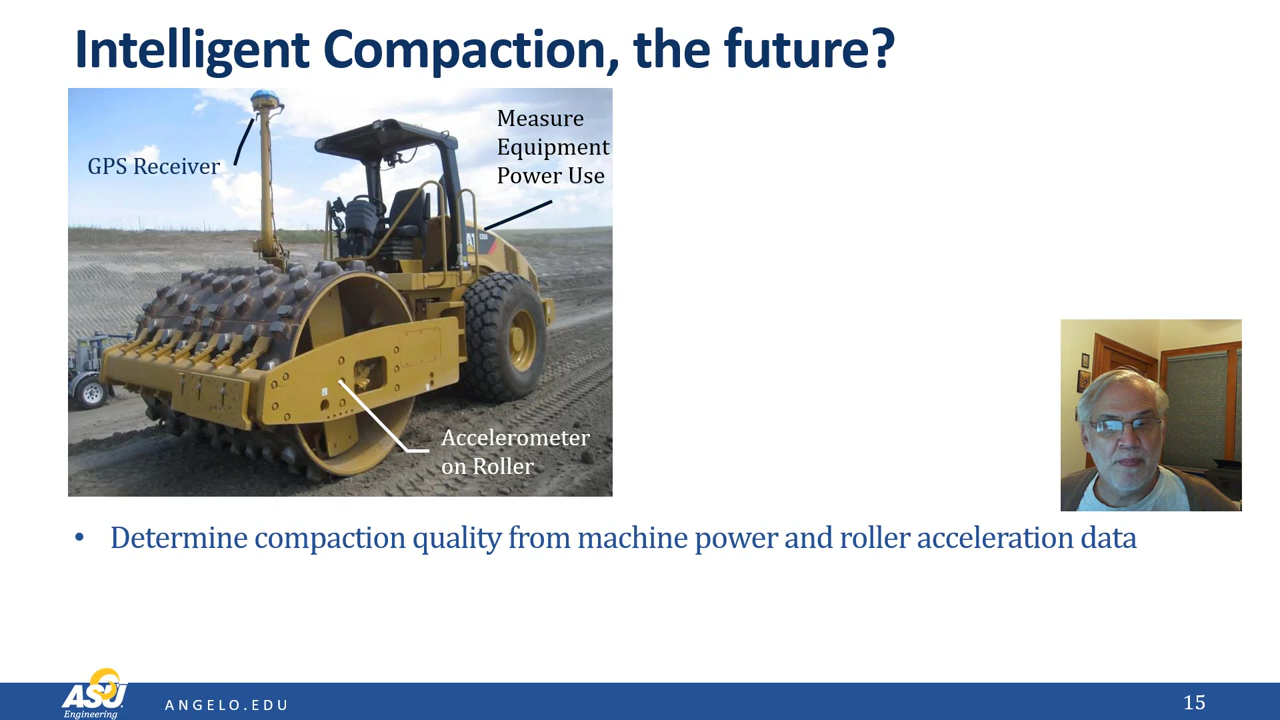 Intelligent Compaction, the future?
GPS Receiver
Measure
Equipment
Power Use
Accelerometer
on Roller
• Determine compaction quality from machine power and roller acceleration data
ASU
Engineering
ANGELO.EDU
15